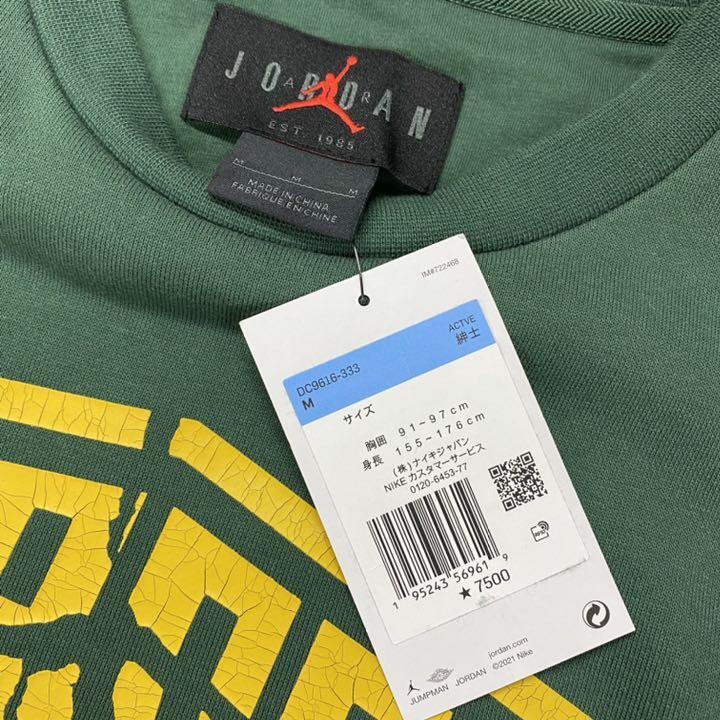 JORDAN
AIR
EST. 1985
M M M
MADE IN CHINA
FABRIQUÉ EN CHINE
IM#722468
DC9616-333 ACTVE
M 紳士
サイズ
胸囲 91~97cm
身長 155~176cm
(株)ナイキジャパン
NIKE カスタマーサービス
0120-6453-77
RFID
1 95243 56961 9
★ 7500
jordan.com
JUMPMAN JORDAN ©2021 Nike